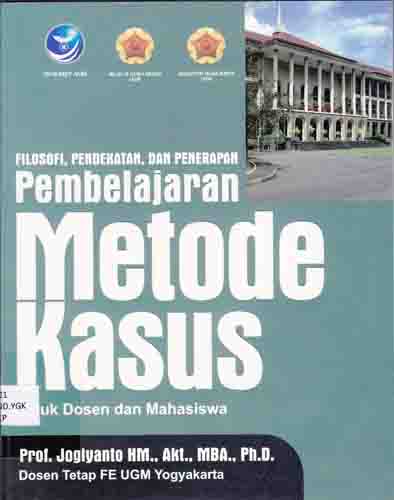 FILOSOFI, PENDEKATAN, DAN PENERAPAN
Pembelajaran
Metode
Kasus
uk Dosen dan Mahasiswa
Prof. Jogiyanto HM., Akt., MBA., Ph.D.
Dosen Tetap FE UGM Yogyakarta